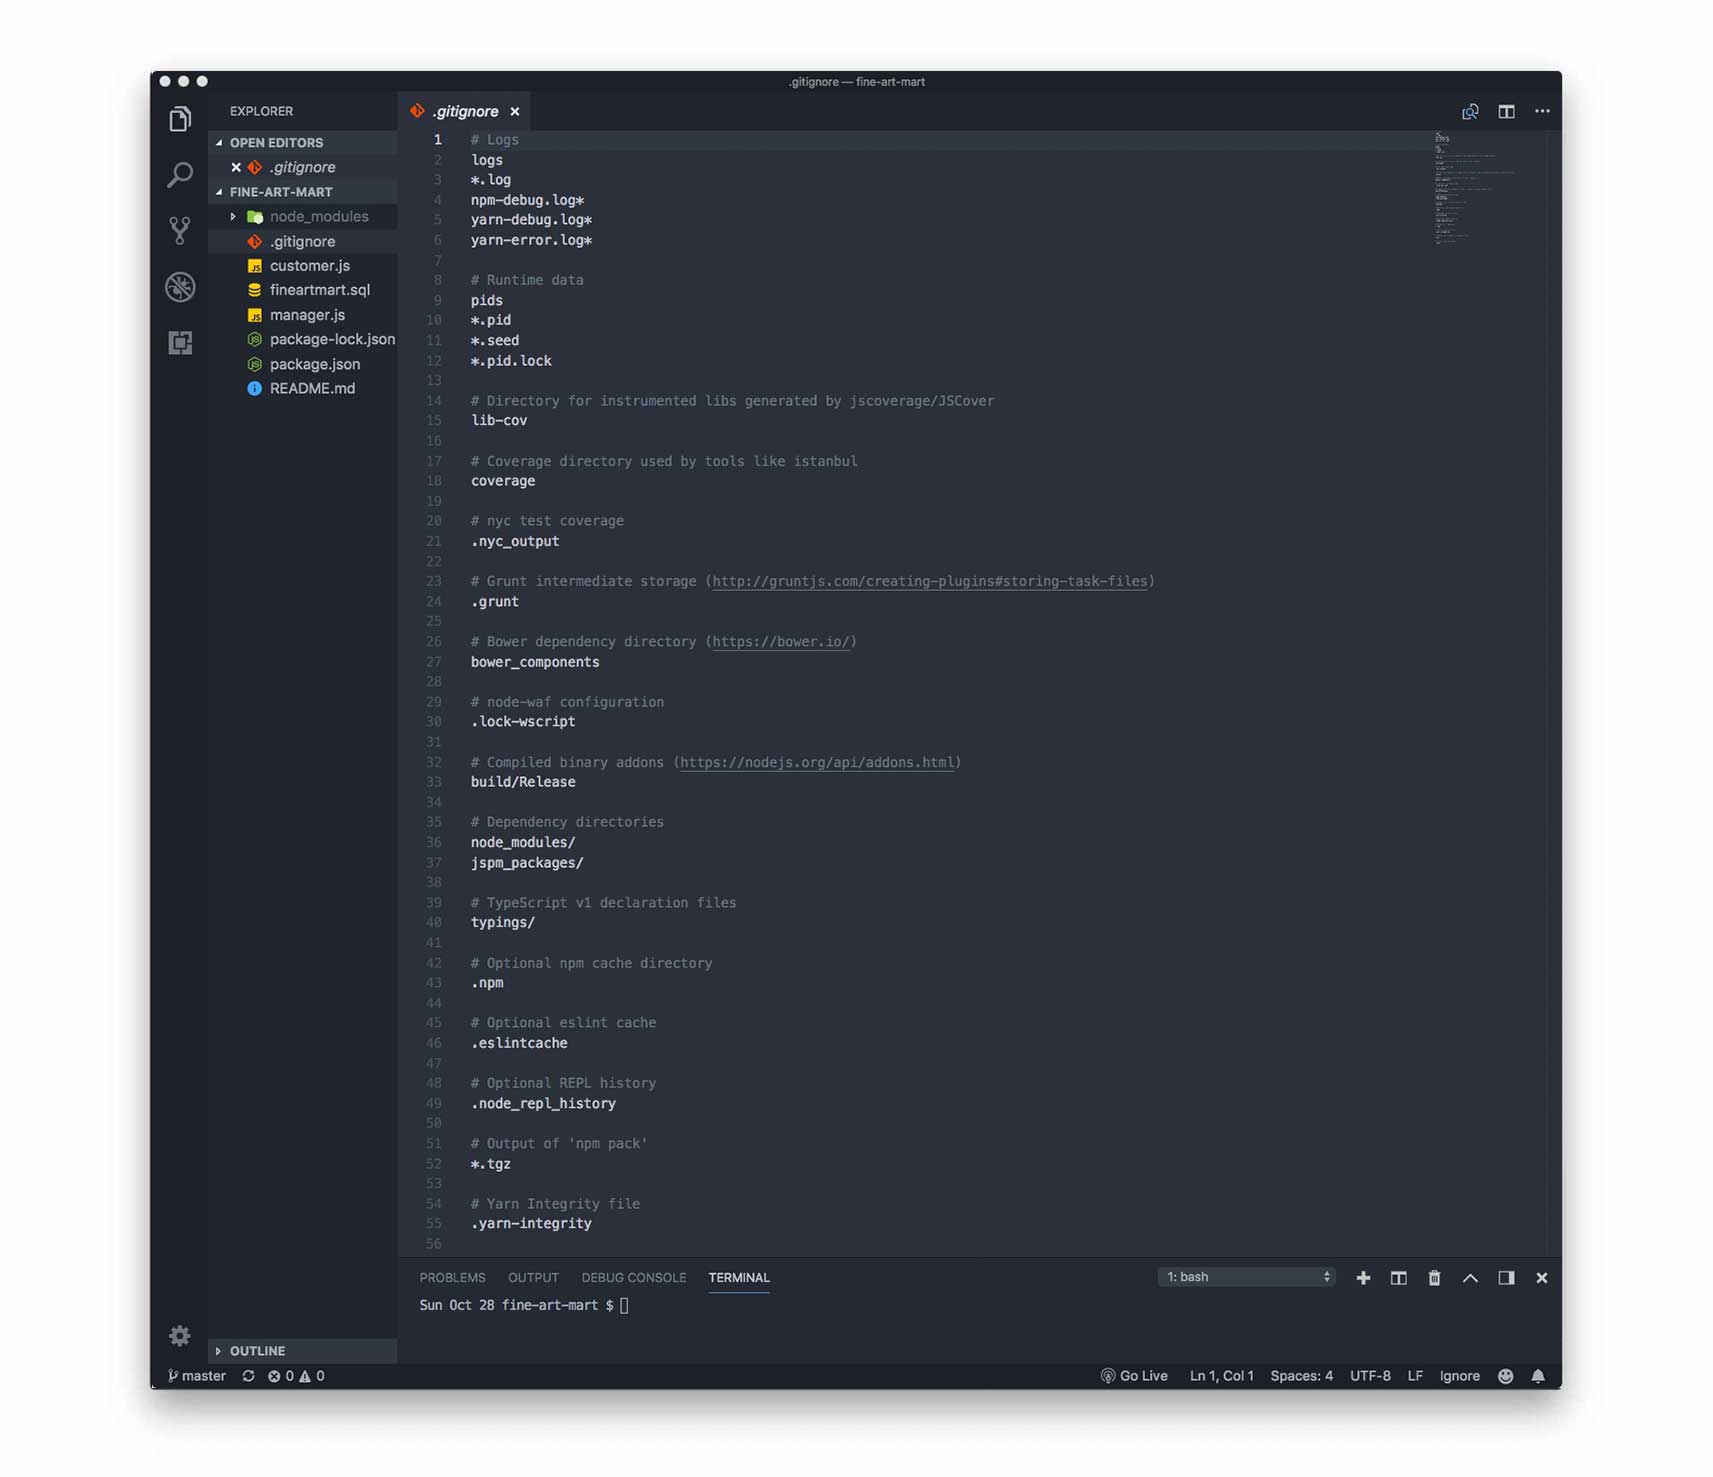 .gitignore — fine-art-mart
EXPLORER
OPEN EDITORS
.gitignore
FINE-ART-MART
node_modules
.gitignore
customer.js
fineartmart.sql
manager.js
package-lock.json
package.json
README.md
OUTLINE
.gitignore
1 # Logs
2 logs
3 *.log
4 npm-debug.log*
5 yarn-debug.log*
6 yarn-error.log*
7
8 # Runtime data
9 pids
10 *.pid
11 *.seed
12 *.pid.lock
13
14 # Directory for instrumented libs generated by jscoverage/JSCover
15 lib-cov
16
17 # Coverage directory used by tools like istanbul
18 coverage
19
20 # nyc test coverage
21 .nyc_output
22
23 # Grunt intermediate storage (http://gruntjs.com/creating-plugins#storing-task-files)
24 .grunt
25
26 # Bower dependency directory (https://bower.io/)
27 bower_components
28
29 # node-waf configuration
30 .lock-wscript
31
32 # Compiled binary addons (https://nodejs.org/api/addons.html)
33 build/Release
34
35 # Dependency directories
36 node_modules/
37 jspm_packages/
38
39 # TypeScript v1 declaration files
40 typings/
41
42 # Optional npm cache directory
43 .npm
44
45 # Optional eslint cache
46 .eslintcache
47
48 # Optional REPL history
49 .node_repl_history
50
51 # Output of 'npm pack'
52 *.tgz
53
54 # Yarn Integrity file
55 .yarn-integrity
56
PROBLEMS OUTPUT DEBUG CONSOLE TERMINAL 1: bash
Sun Oct 28 fine-art-mart $
master 0 0 Go Live Ln 1, Col 1 Spaces: 4 UTF-8 LF Ignore